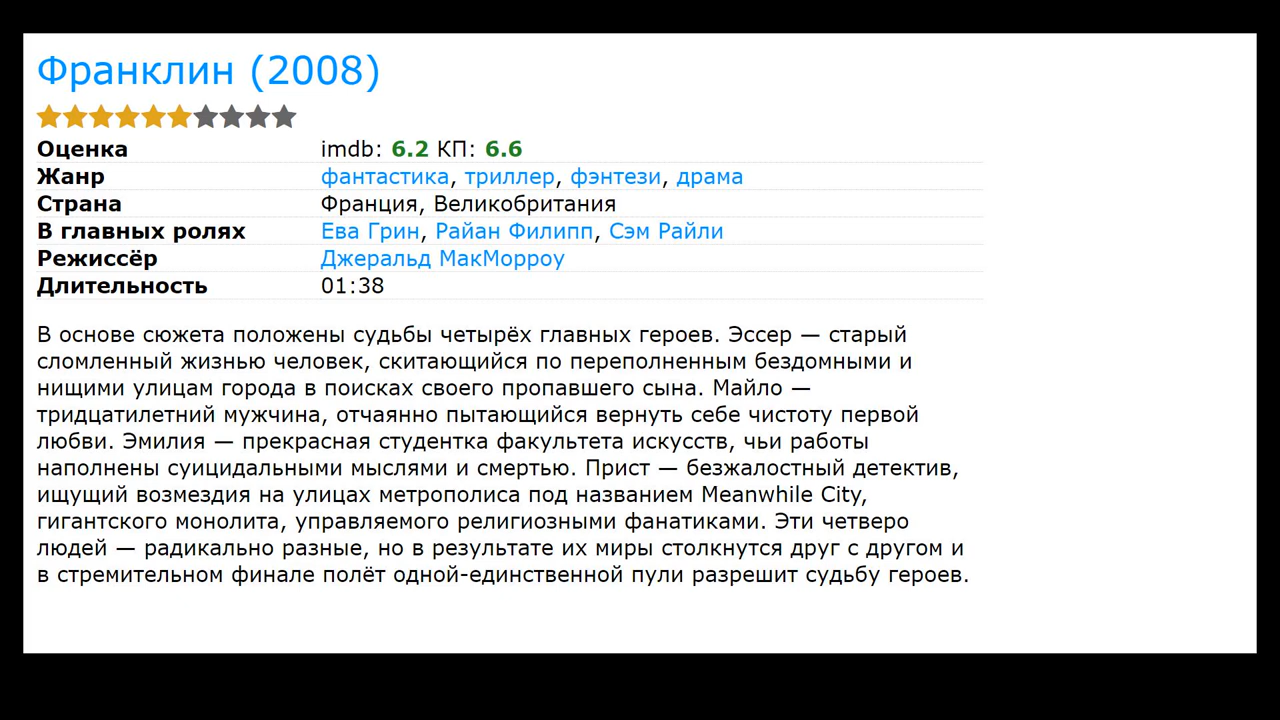 Франклин (2008)
Оценка imdb: 6.2 КП: 6.6
Жанр фантастика, триллер, фэнтези, драма
Страна Франция, Великобритания
В главных ролях Ева Грин, Райан Филипп, Сэм Райли
Режиссёр Джеральд МакМорроу
Длительность 01:38
В основе сюжета положены судьбы четырёх главных героев. Эссер — старый
сломленный жизнью человек, скитающийся по переполненным бездомными и
нищими улицам города в поисках своего пропавшего сына. Майло —
тридцатилетний мужчина, отчаянно пытающийся вернуть себе чистоту первой
любви. Эмилия — прекрасная студентка факультета искусств, чьи работы
наполнены суицидальными мыслями и смертью. Прист — безжалостный детектив,
ищущий возмездия на улицах метрополиса под названием Meanwhile City,
гигантского монолита, управляемого религиозными фанатиками. Эти четверо
людей — радикально разные, но в результате их миры столкнутся друг с другом и
в стремительном финале полёт одной-единственной пули разрешит судьбу героев.